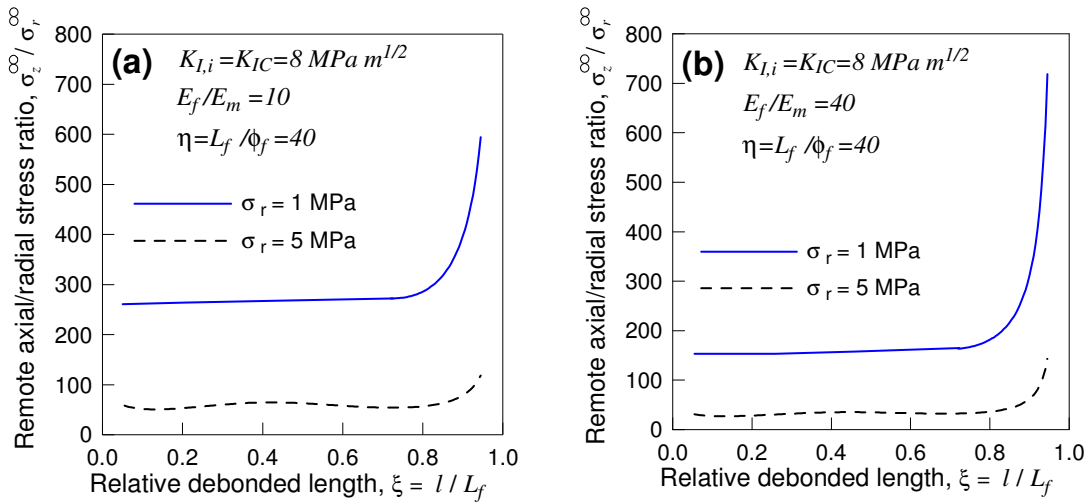 Remote axial/radial stress ratio, σ_z^∞ / σ_r^∞
800
700
600
500
400
300
200
100
0
(a)
K_{I,i} =K_{IC}=8 MPa m^{1/2}
E_f /E_m =10
η=L_f /ϕ_f =40
σ_r = 1 MPa
σ_r = 5 MPa
0.0 0.2 0.4 0.6 0.8 1.0
Relative debonded length, ξ = l / L_f
Remote axial/radial stress ratio, σ_z^∞ / σ_r^∞
800
700
600
500
400
300
200
100
0
(b)
K_{I,i} =K_{IC}=8 MPa m^{1/2}
E_f /E_m =40
η=L_f /ϕ_f =40
σ_r = 1 MPa
σ_r = 5 MPa
0.0 0.2 0.4 0.6 0.8 1.0
Relative debonded length, ξ = l / L_f